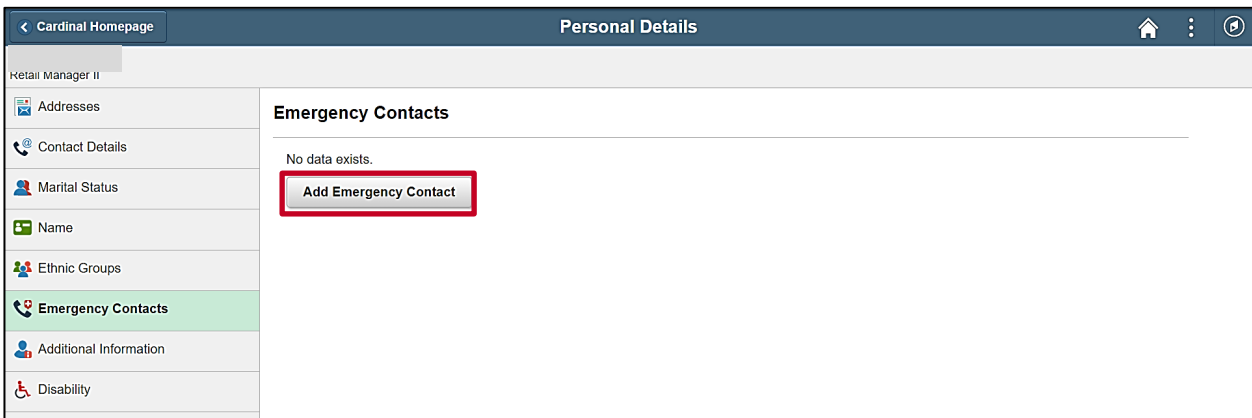 Cardinal Homepage
Personal Details
Retail Manager II
Addresses
Contact Details
Marital Status
Name
Ethnic Groups
Emergency Contacts
Additional Information
Disability
Emergency Contacts
No data exists.
Add Emergency Contact